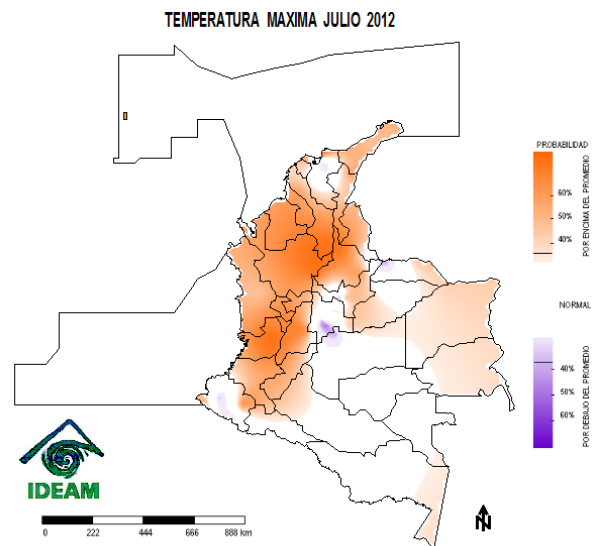 TEMPERATURA MAXIMA JULIO 2012
PROBABILIDAD
60%
50%
40%
POR ENCIMA DEL PROMEDIO
NORMAL
40%
50%
60%
POR DEBAJO DEL PROMEDIO
IDEAM
0 222 444 666 888 km
N